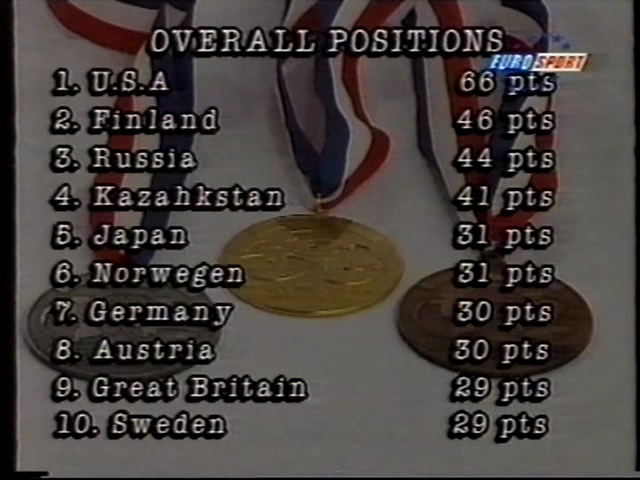 OVERALL POSITIONS
EUROSPORT
1. U.S.A 66 pts
2. Finland 46 pts
3. Russia 44 pts
4. Kazahkstan 41 pts
5. Japan 31 pts
6. Norwegen 31 pts
7. Germany 30 pts
8. Austria 30 pts
9. Great Britain 29 pts
10. Sweden 29 pts